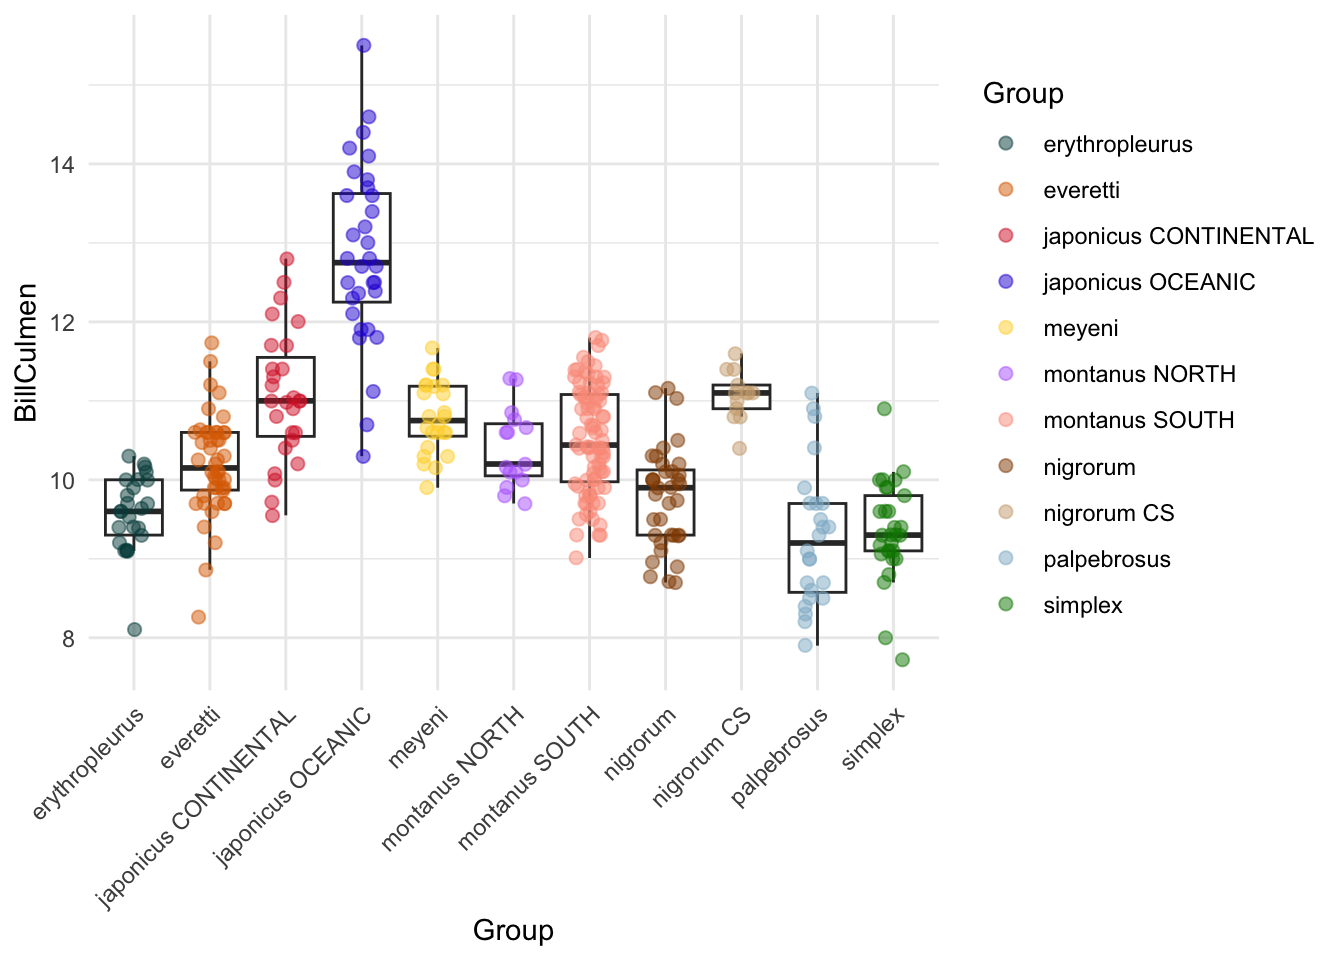 BillCulmen
14
12
10
8
erythropleurus
everetti
japonicus CONTINENTAL
japonicus OCEANIC
meyeni
montanus NORTH
montanus SOUTH
nigrorum
nigrorum CS
palpebrosus
simplex
Group
Group
erythropleurus
everetti
japonicus CONTINENTAL
japonicus OCEANIC
meyeni
montanus NORTH
montanus SOUTH
nigrorum
nigrorum CS
palpebrosus
simplex